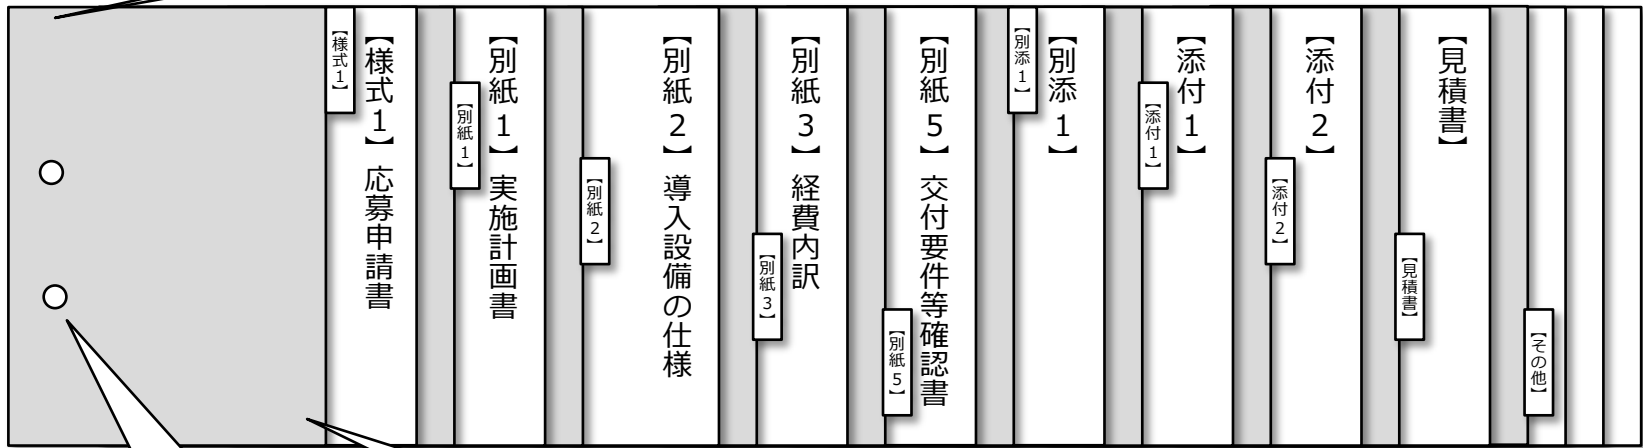 【様式1】
【様式1】 応募申請書
【別紙1】
【別紙1】 実施計画書
【別紙2】
【別紙2】 導入設備の仕様
【別紙3】
【別紙3】 経費内訳
【別紙5】
【別紙5】 交付要件等確認書
【別添1】
【別添1】
【添付1】
【添付1】
【添付2】
【添付2】
【見積書】
【見積書】
【その他】